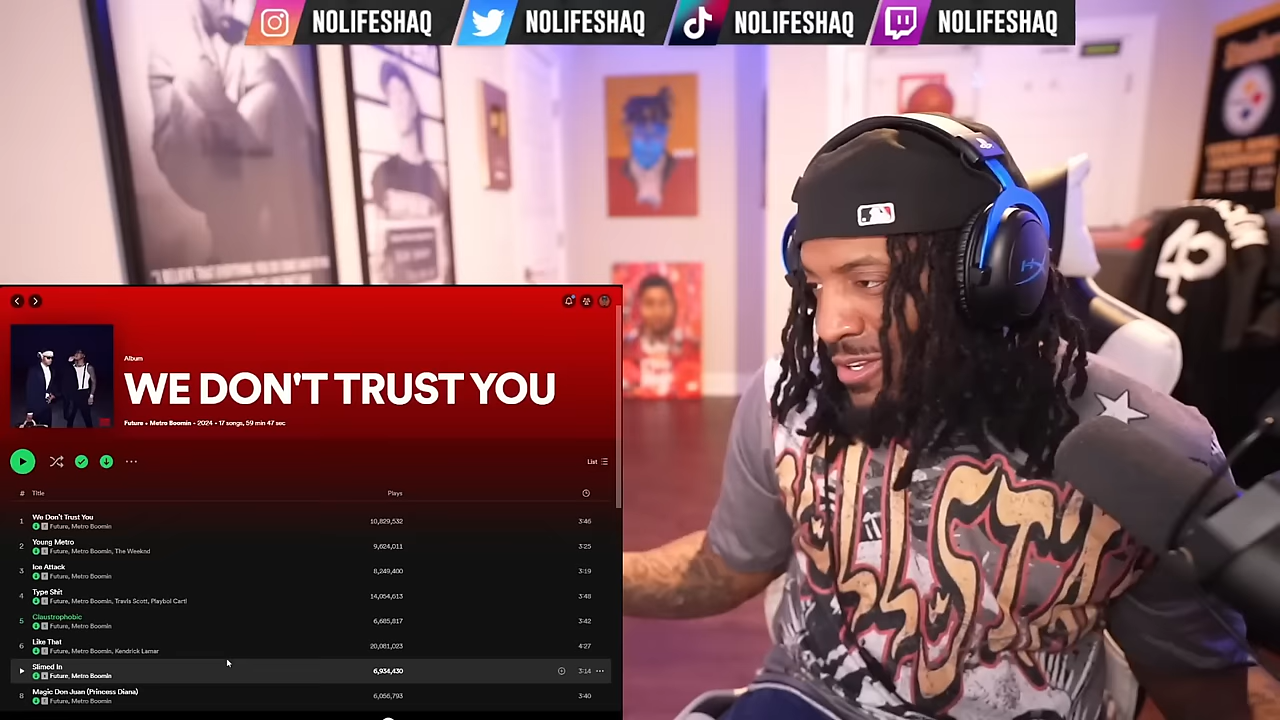 NOLIFESHAQ NOLIFESHAQ NOLIFESHAQ NOLIFESHAQ
Album
WE DON'T TRUST YOU
Future • Metro Boomin • 2024 • 17 songs, 59 min 47 sec
List
# Title Plays
1 We Don't Trust You 10,829,532 3:46
E Future, Metro Boomin
2 Young Metro 9,624,011 3:25
E Future, Metro Boomin, The Weeknd
3 Ice Attack 8,249,400 3:19
E Future, Metro Boomin
4 Type Shit 14,054,613 3:48
E Future, Metro Boomin, Travis Scott, Playboi Carti
5 Claustrophobic 6,685,817 3:42
E Future, Metro Boomin
6 Like That 20,081,023 4:27
E Future, Metro Boomin, Kendrick Lamar
Slimed In 6,934,430 3:14
E Future, Metro Boomin
8 Magic Don Juan (Princess Diana) 6,056,793 3:40
E Future, Metro Boomin
Steelers
HX
40